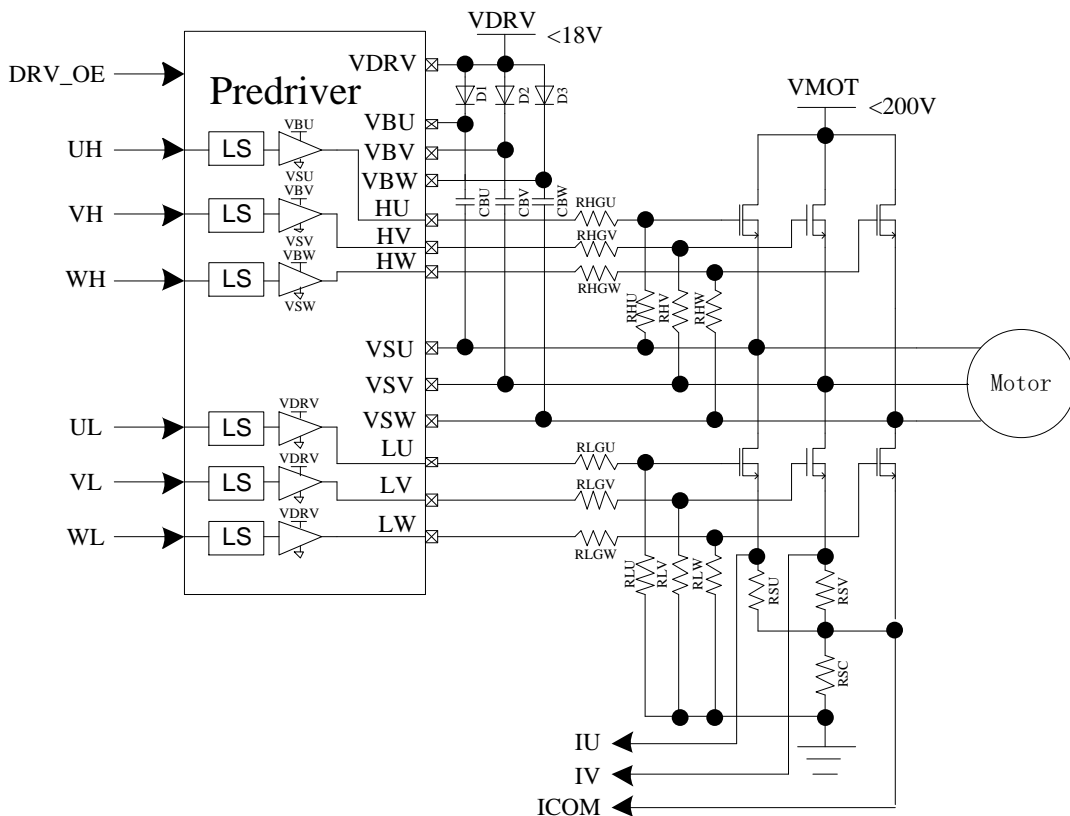 VDRV
<18V
VMOT
<200V
DRV_OE
UH
VH
WH
UL
VL
WL
Predriver
LS
VBU
VSU
LS
VBV
VSV
LS
VBW
VSW
LS
VDRV
LS
VDRV
LS
VDRV
VDRV
VBU
VBV
VBW
HU
HV
HW
VSU
VSV
VSW
LU
LV
LW
D1
D2
D3
CBU
CBV
CBW
RHGU
RHGV
RHGW
RHU
RHV
RHW
Motor
RLGU
RLGV
RLGW
RLU
RLV
RLW
RSU
RSV
RSC
IU
IV
ICOM